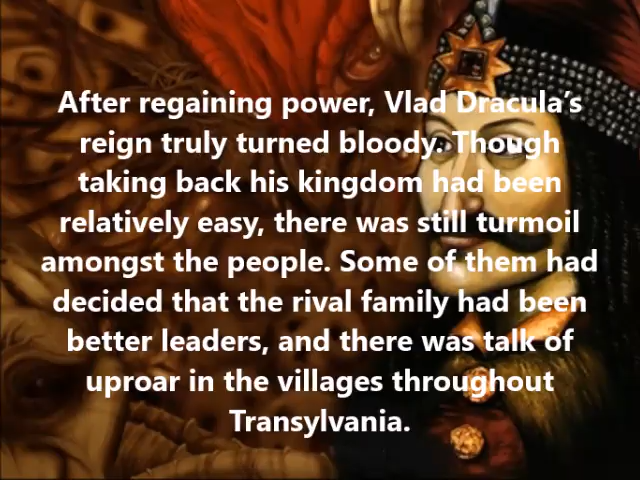 After regaining power, Vlad Dracula’s
reign truly turned bloody. Though
taking back his kingdom had been
relatively easy, there was still turmoil
amongst the people. Some of them had
decided that the rival family had been
better leaders, and there was talk of
uproar in the villages throughout
Transylvania.